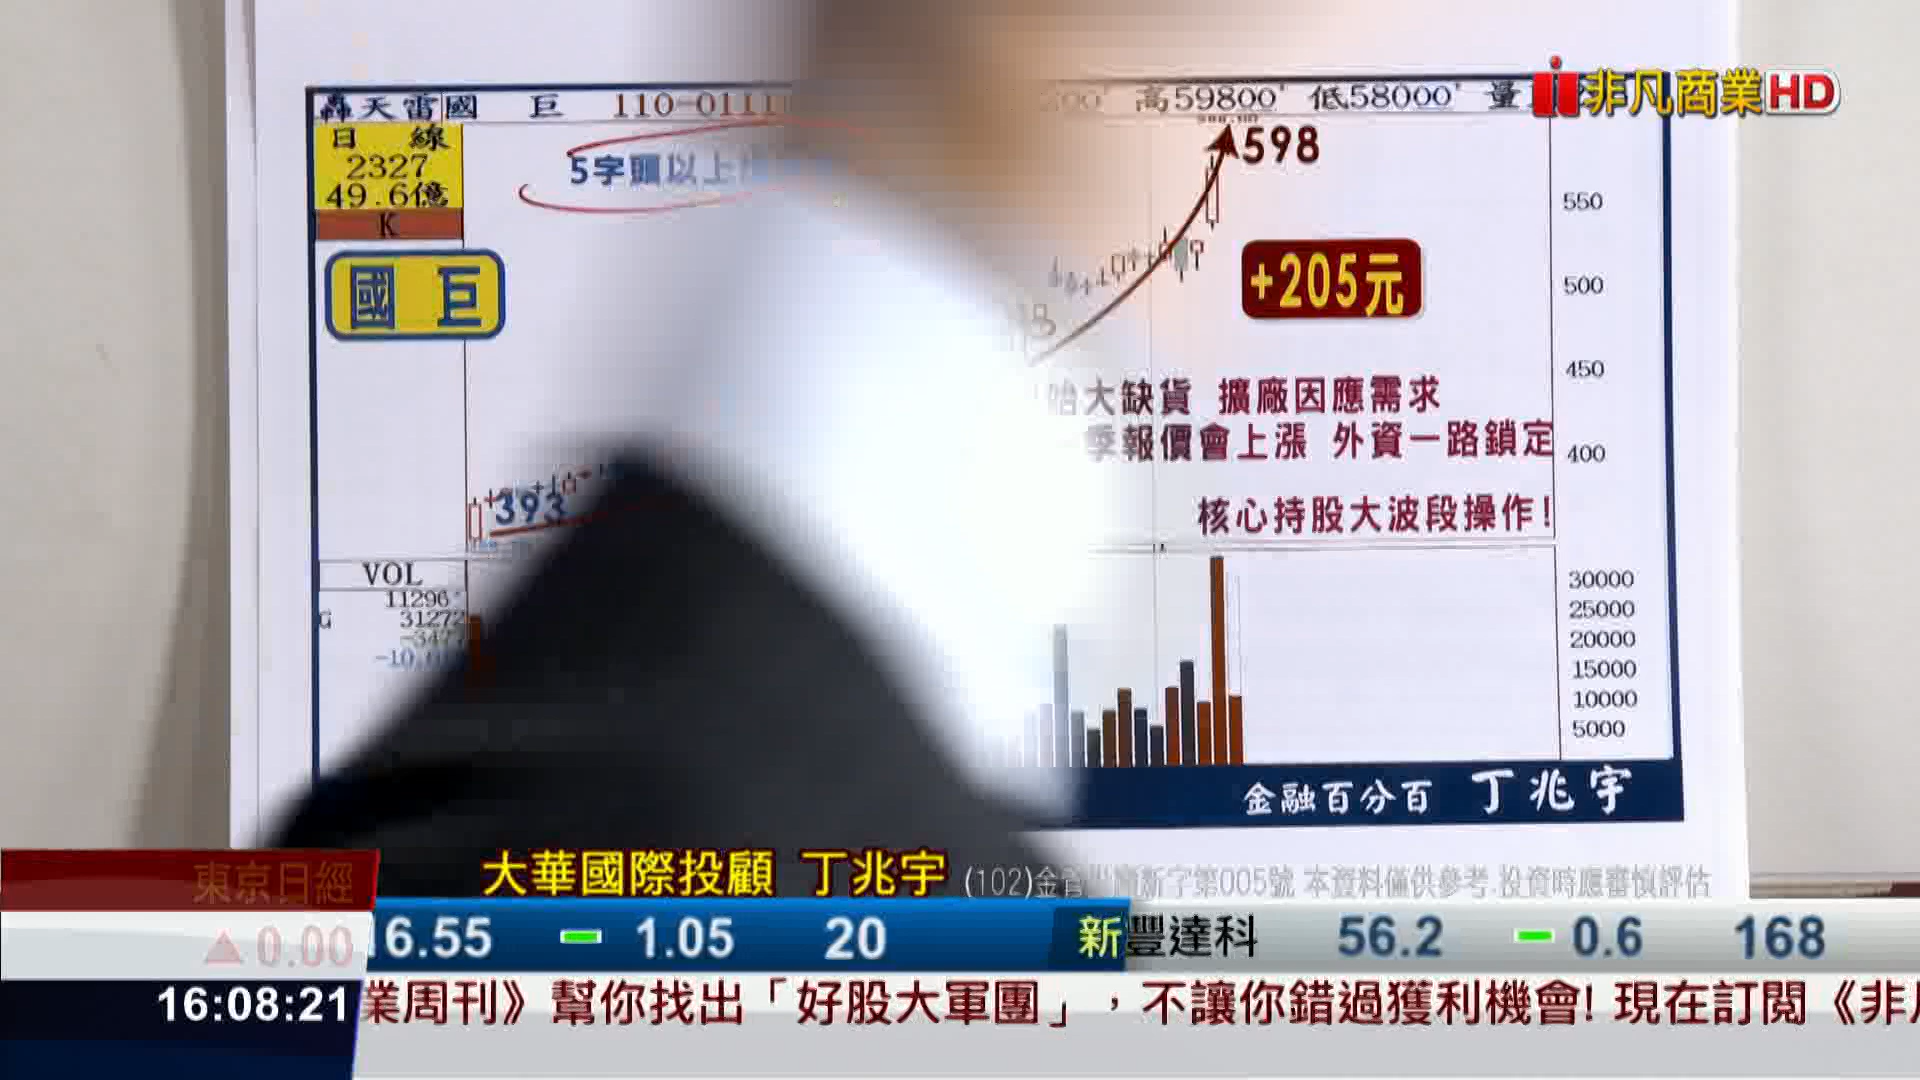 非凡商業HD
轟天雷國 巨 110-0111
高59800' 低58000' 量
日 線
2327
49.6億
K
5字頭以上
598
國 巨
+205元
550
500
450
400
大缺貨 擴廠因應需求
季報價會上漲 外資一路鎖定
核心持股大波段操作!
393
VOL
11296
31272
30000
25000
20000
15000
10000
5000
金融百分百 丁兆宇
大華國際投顧 丁兆宇
第005號 本資料僅供參考 投資時應審慎評估
東京日經
▲0.00
6.55 1.05 20 新豐達科 56.2 0.6 168
16:08:21
業周刊》幫你找出「好股大軍團」，不讓你錯過獲利機會! 現在訂閱《非